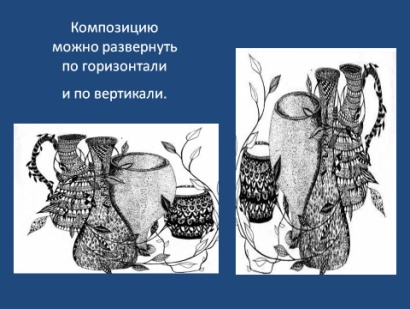 Композицию
можно развернуть
по горизонтали
и по вертикали.